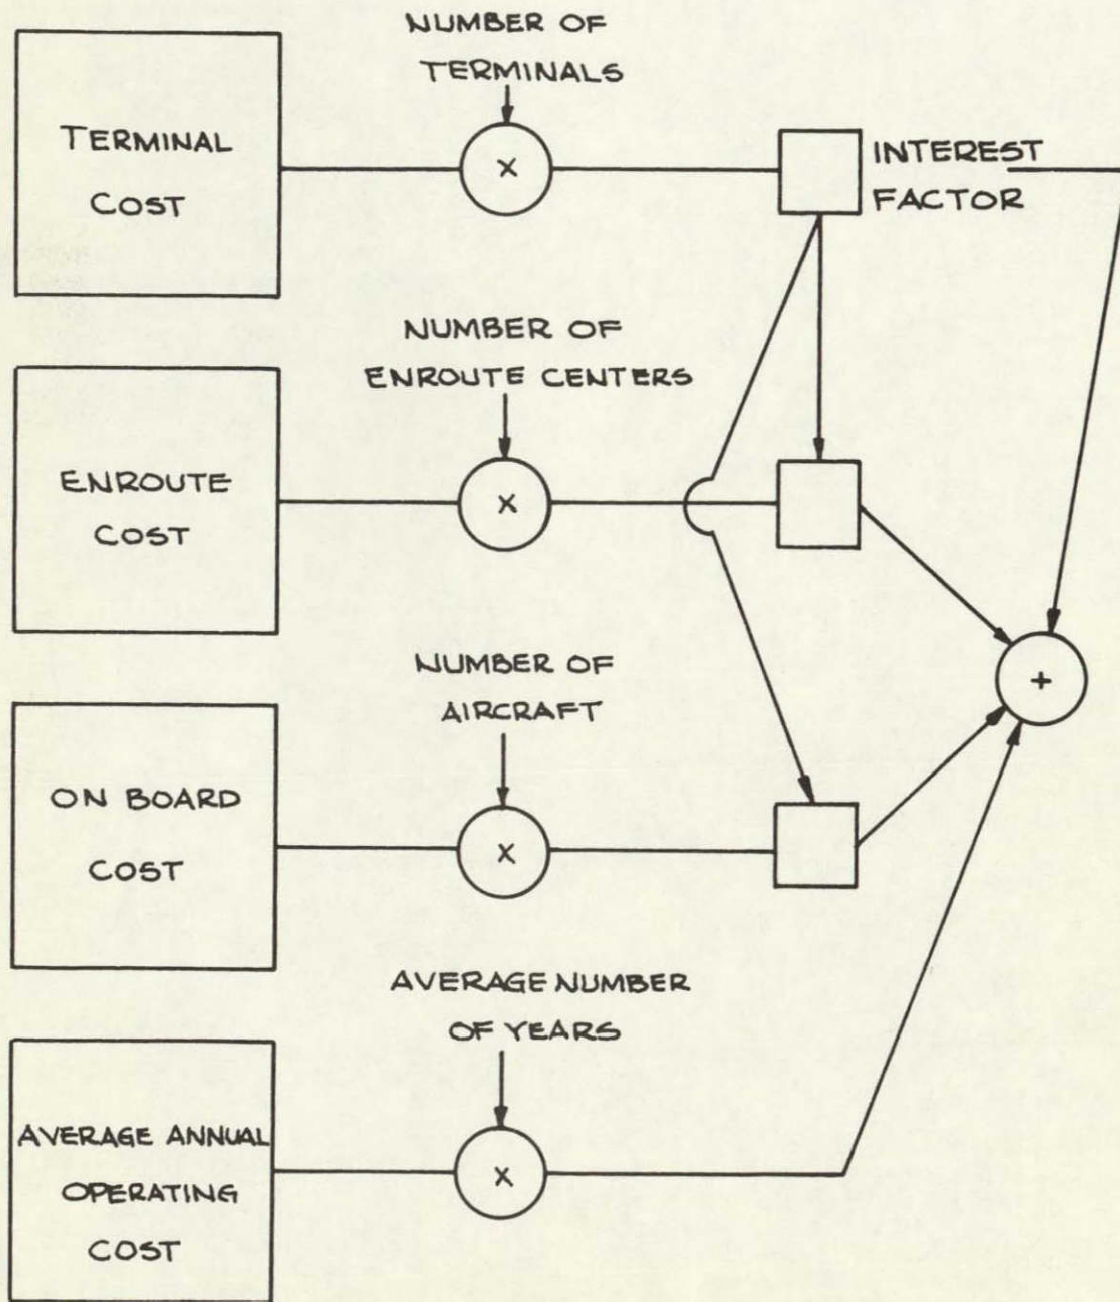 NUMBER OF
TERMINALS
TERMINAL
COST
X
INTEREST
FACTOR
NUMBER OF
ENROUTE CENTERS
ENROUTE
COST
X
NUMBER OF
AIRCRAFT
+
ON BOARD
COST
X
AVERAGE NUMBER
OF YEARS
AVERAGE ANNUAL
OPERATING
COST
X